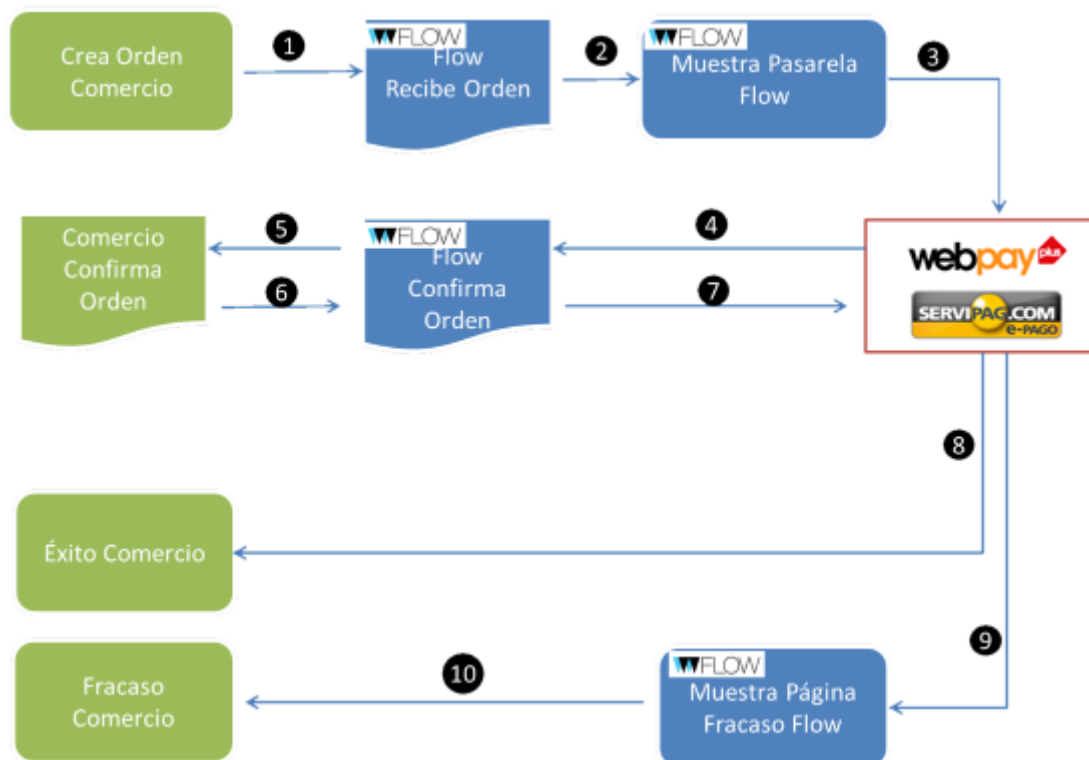 Crea Orden
Comercio
1
FLOW
Flow
Recibe Orden
2
FLOW
Muestra Pasarela
Flow
3
Comercio
Confirma
Orden
5
6
FLOW
Flow
Confirma
Orden
4
7
webpay plus
SERVIPAG.COM
e-PAGO
8
Éxito Comercio
9
Fracaso
Comercio
10
FLOW
Muestra Página
Fracaso Flow